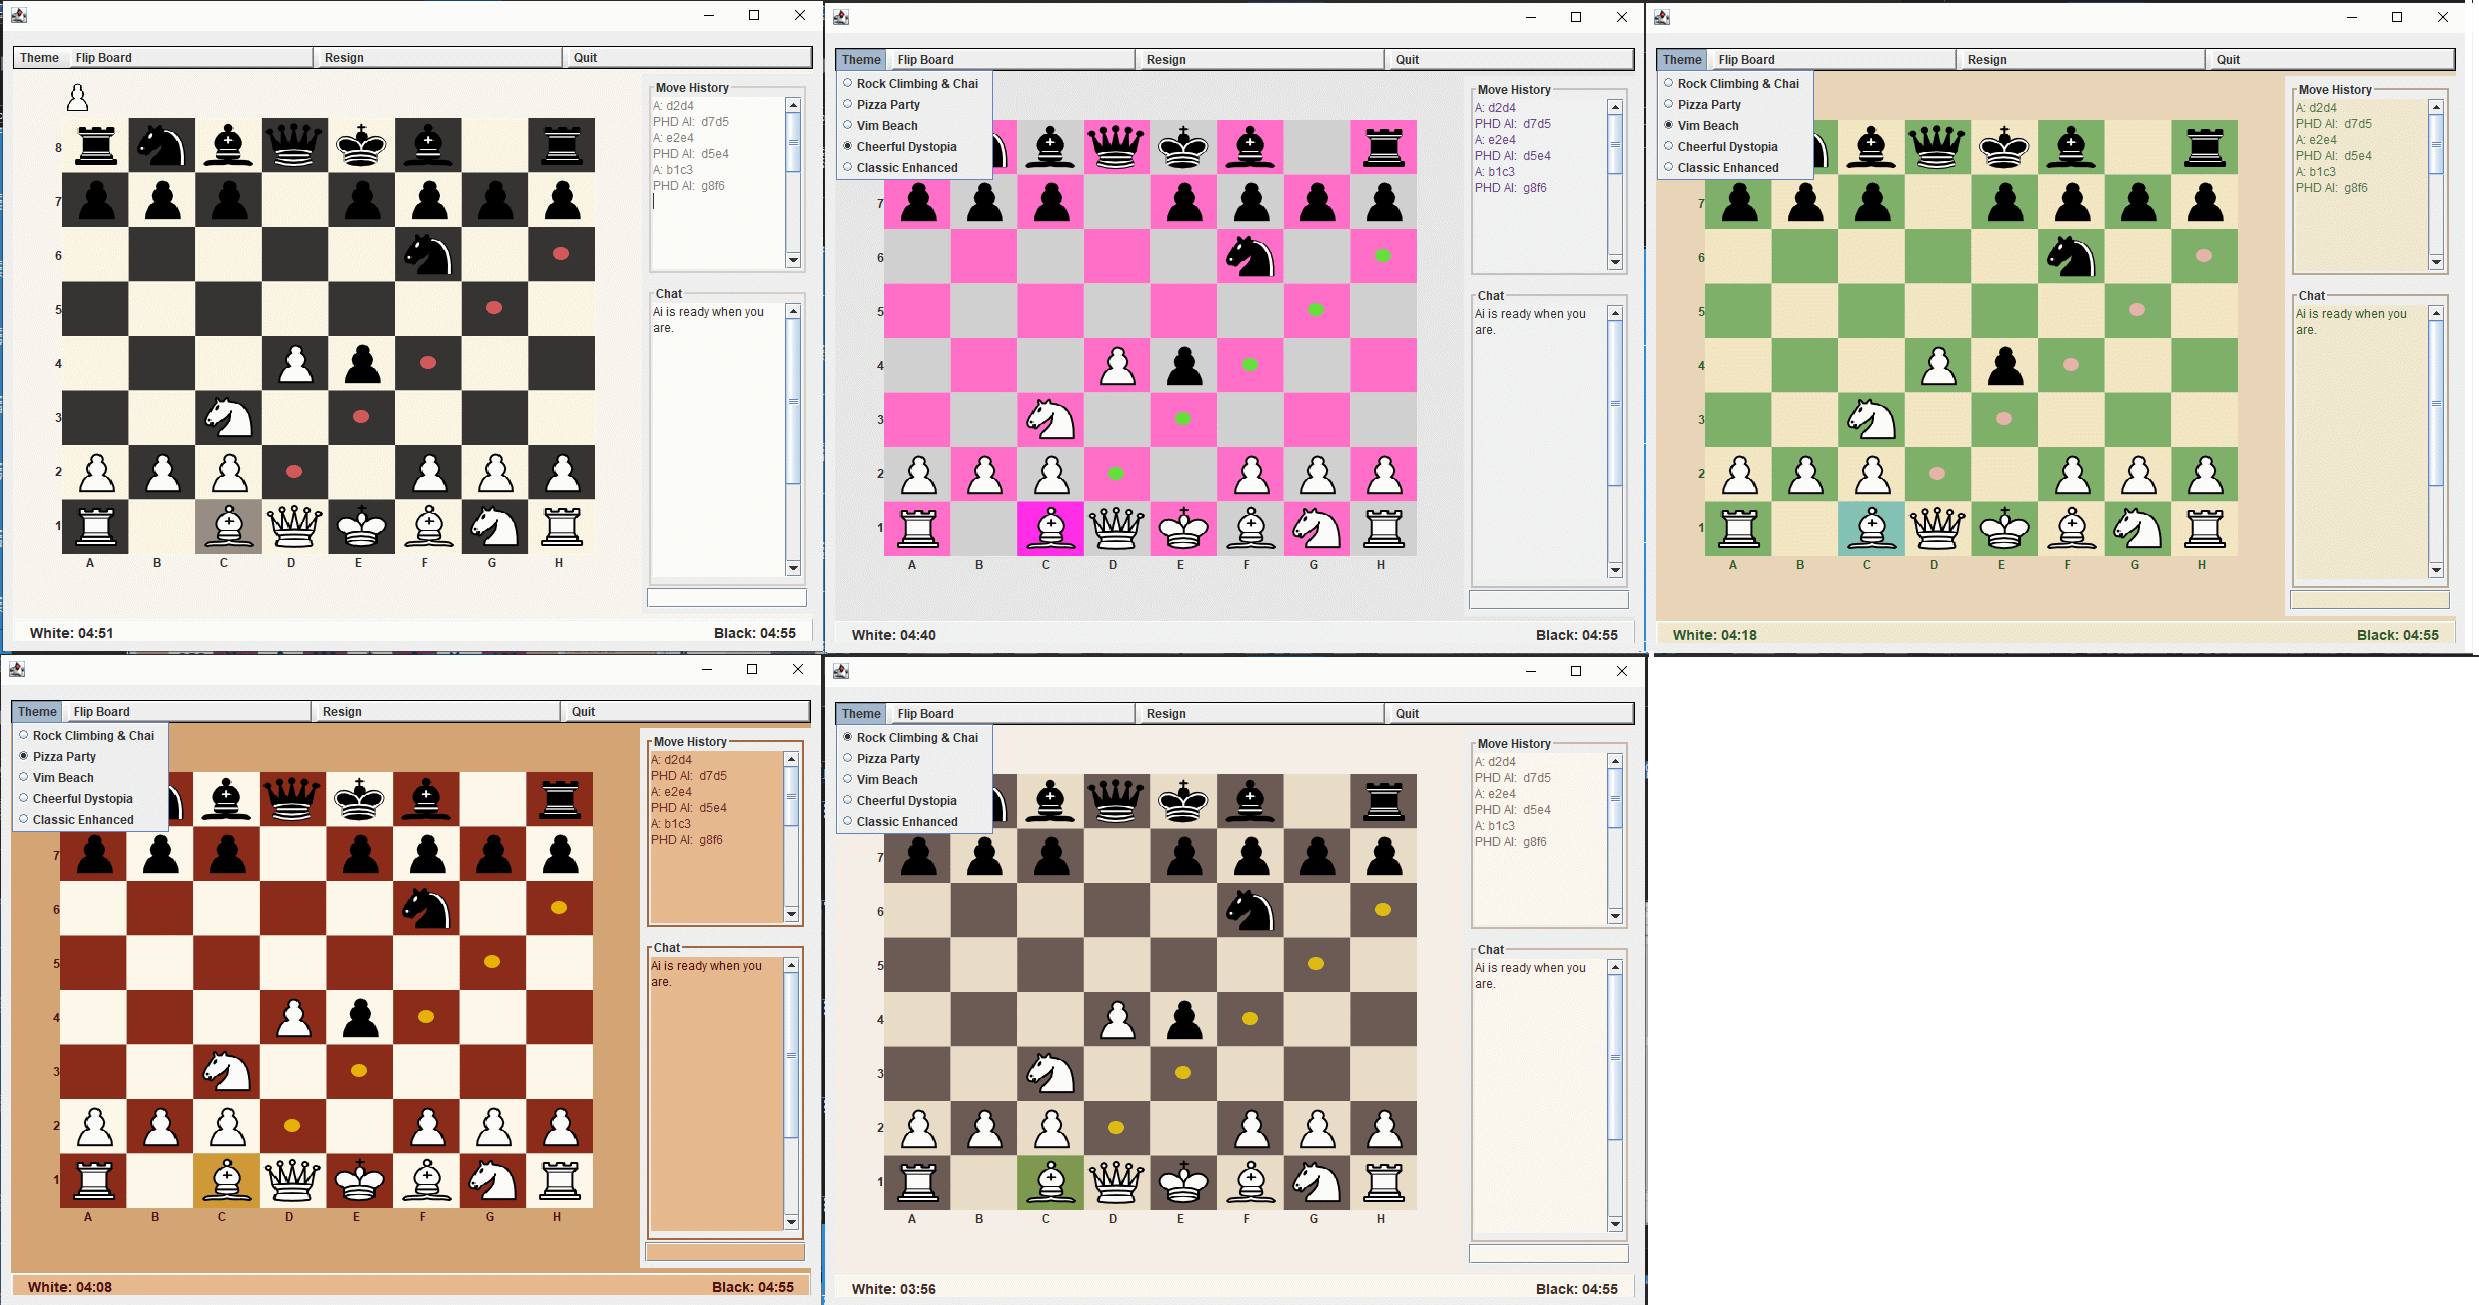 Theme Flip Board Resign Quit
Move History
A: d2d4
PHD AI: d7d5
A: e2e4
PHD AI: d5e4
A: b1c3
PHD AI: g8f6
Chat
Ai is ready when you
are.
8
7
6
5
4
3
2
1
A B C D E F G H
White: 04:51 Black: 04:55
Theme Flip Board Resign Quit
Rock Climbing & Chai
Pizza Party
Vim Beach
Cheerful Dystopia
Classic Enhanced
Move History
A: d2d4
PHD AI: d7d5
A: e2e4
PHD AI: d5e4
A: b1c3
PHD AI: g8f6
Chat
Ai is ready when you
are.
7
6
5
4
3
2
1
A B C D E F G H
White: 04:40 Black: 04:55
Theme Flip Board Resign Quit
Rock Climbing & Chai
Pizza Party
Vim Beach
Cheerful Dystopia
Classic Enhanced
Move History
A: d2d4
PHD AI: d7d5
A: e2e4
PHD AI: d5e4
A: b1c3
PHD AI: g8f6
Chat
Ai is ready when you
are.
7
6
5
4
3
2
1
A B C D E F G H
White: 04:18 Black: 04:55
Theme Flip Board Resign Quit
Rock Climbing & Chai
Pizza Party
Vim Beach
Cheerful Dystopia
Classic Enhanced
Move History
A: d2d4
PHD AI: d7d5
A: e2e4
PHD AI: d5e4
A: b1c3
PHD AI: g8f6
Chat
Ai is ready when you
are.
7
6
5
4
3
2
1
A B C D E F G H
White: 04:08 Black: 04:55
Theme Flip Board Resign Quit
Rock Climbing & Chai
Pizza Party
Vim Beach
Cheerful Dystopia
Classic Enhanced
Move History
A: d2d4
PHD AI: d7d5
A: e2e4
PHD AI: d5e4
A: b1c3
PHD AI: g8f6
Chat
Ai is ready when you
are.
7
6
5
4
3
2
1
A B C D E F G H
White: 03:56 Black: 04:55